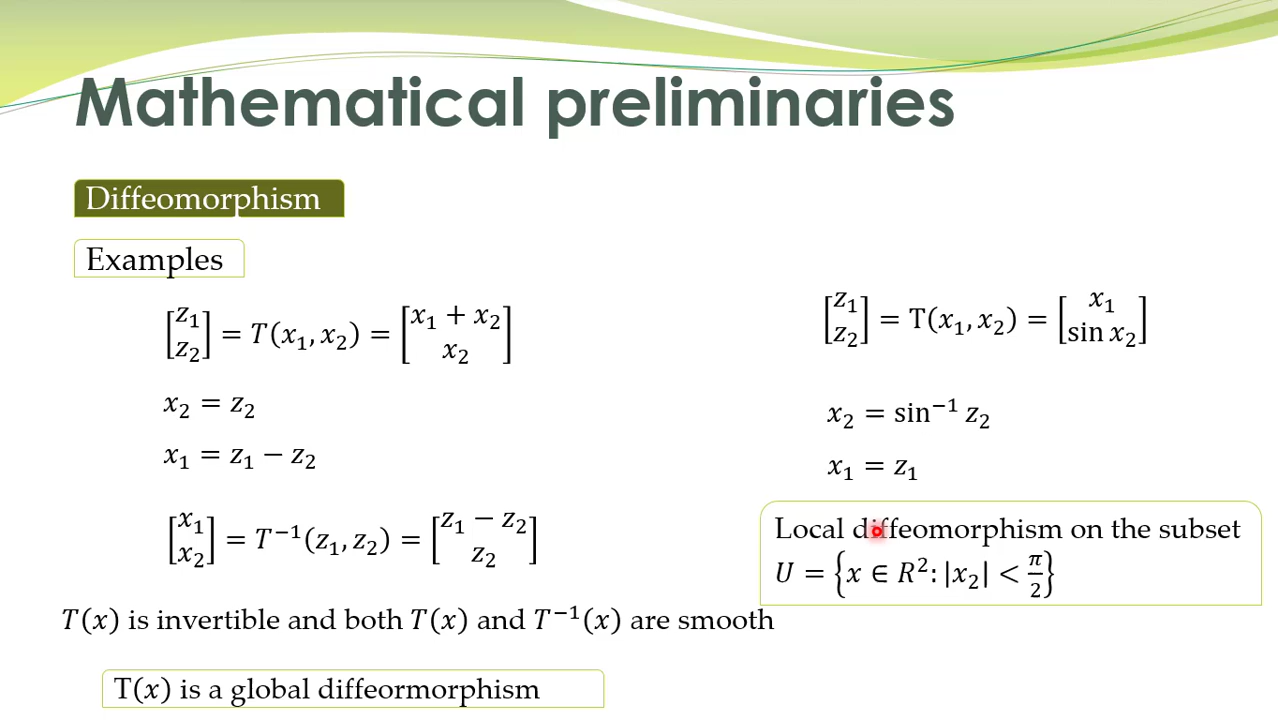 Mathematical preliminaries
Diffeomorphism
Examples
[z₁ z₂] = T(x₁, x₂) = [x₁ + x₂ x₂]
x₂ = z₂
x₁ = z₁ − z₂
[x₁ x₂] = T⁻¹(z₁, z₂) = [z₁ − z₂ z₂]
T(x) is invertible and both T(x) and T⁻¹(x) are smooth
T(x) is a global diffeormorphism
[z₁ z₂] = T(x₁, x₂) = [x₁ sin x₂]
x₂ = sin⁻¹ z₂
x₁ = z₁
Local diffeomorphism on the subset
U = {x ∈ R²: |x₂| < π/2}